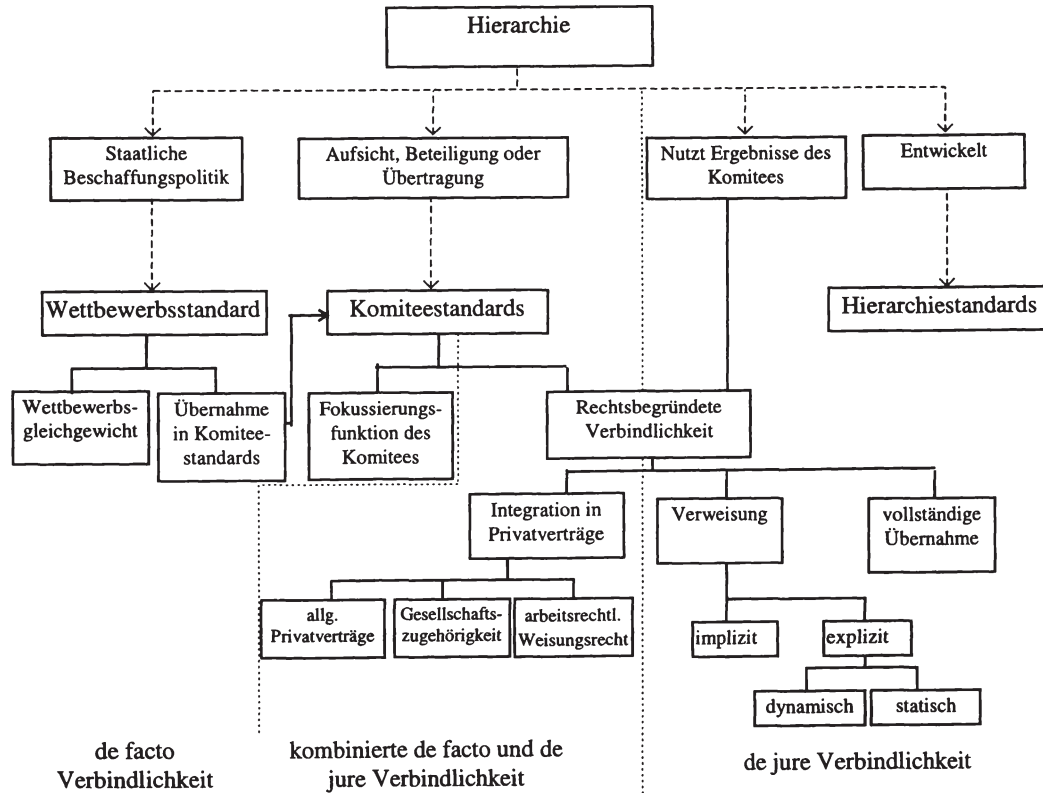 Hierarchie
Staatliche
Beschaffungspolitik
Aufsicht, Beteiligung oder
Übertragung
Nutzt Ergebnisse des
Komitees
Entwickelt
Wettbewerbsstandard
Komiteestandards
Hierarchiestandards
Wettbewerbs-
gleichgewicht
Übernahme
in Komitee-
standards
Fokussierungs-
funktion des
Komitees
Rechtsbegründete
Verbindlichkeit
Integration in
Privatverträge
Verweisung
vollständige
Übernahme
allg.
Privatverträge
Gesellschafts-
zugehörigkeit
arbeitsrechtl.
Weisungsrecht
implizit
explizit
dynamisch
statisch
de facto
Verbindlichkeit
kombinierte de facto und de
jure Verbindlichkeit
de jure Verbindlichkeit